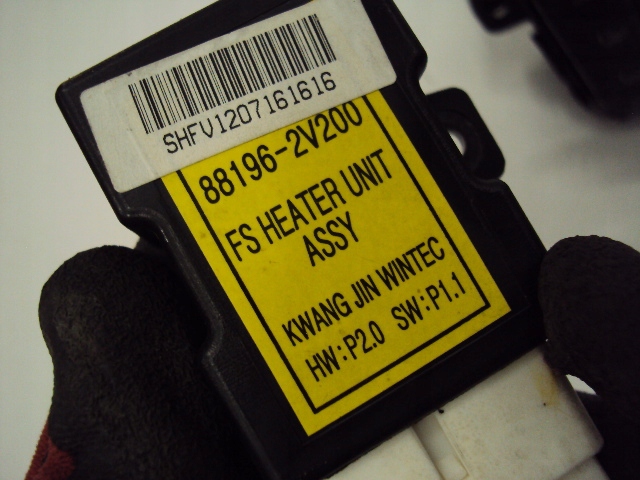 SHFV1207161616
88196-2V200
FS HEATER UNIT
ASSY
KWANG JIN WINTEC
HW:P2.0 SW:P1.1